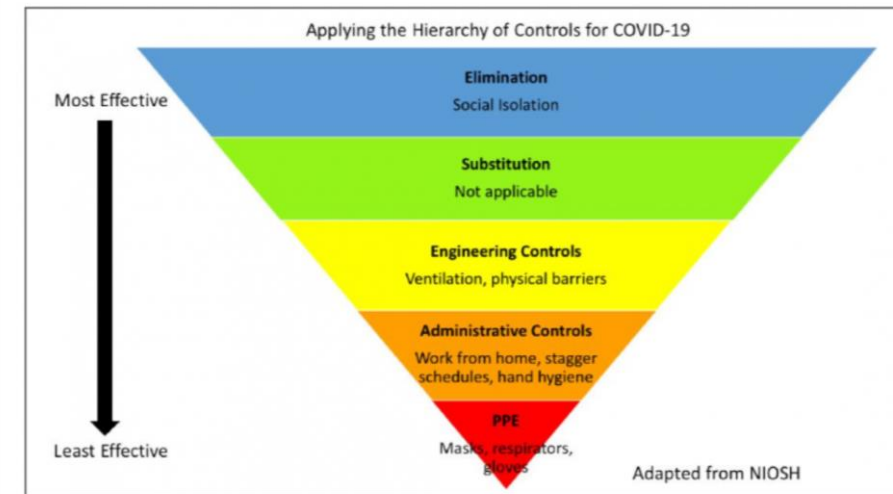 Applying the Hierarchy of Controls for COVID-19
Most Effective
Elimination
Social Isolation
Substitution
Not applicable
Engineering Controls
Ventilation, physical barriers
Administrative Controls
Work from home, stagger
schedules, hand hygiene
PPE
Masks, respirators,
gloves
Least Effective
Adapted from NIOSH